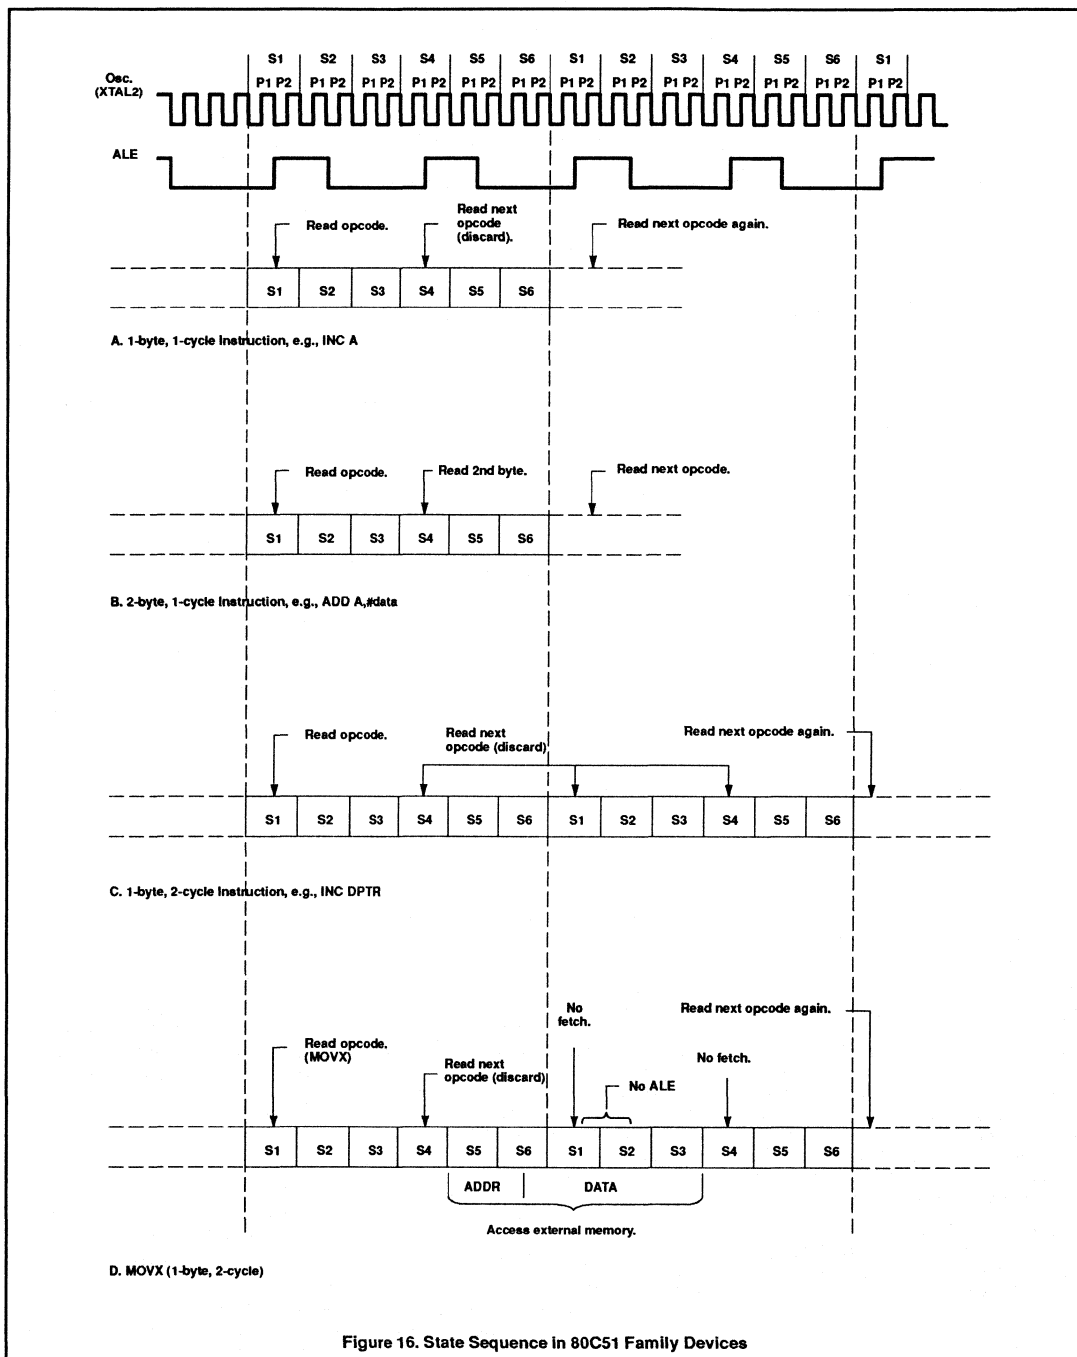 S1 S2 S3 S4 S5 S6 S1 S2 S3 S4 S5 S6 S1
Osc.
(XTAL2)
P1 P2 P1 P2 P1 P2 P1 P2 P1 P2 P1 P2 P1 P2 P1 P2 P1 P2 P1 P2 P1 P2 P1 P2 P1 P2
ALE
Read opcode.
Read next
opcode
(discard).
Read next opcode again.
S1 S2 S3 S4 S5 S6
A. 1-byte, 1-cycle Instruction, e.g., INC A
Read opcode.
Read 2nd byte.
Read next opcode.
S1 S2 S3 S4 S5 S6
B. 2-byte, 1-cycle Instruction, e.g., ADD A,#data
Read opcode.
Read next
opcode (discard)
Read next opcode again.
S1 S2 S3 S4 S5 S6 S1 S2 S3 S4 S5 S6
C. 1-byte, 2-cycle Instruction, e.g., INC DPTR
Read opcode.
(MOVX)
Read next
opcode (discard)
No
fetch.
No ALE
No fetch.
Read next opcode again.
S1 S2 S3 S4 S5 S6 S1 S2 S3 S4 S5 S6
ADDR DATA
Access external memory.
D. MOVX (1-byte, 2-cycle)
Figure 16. State Sequence in 80C51 Family Devices